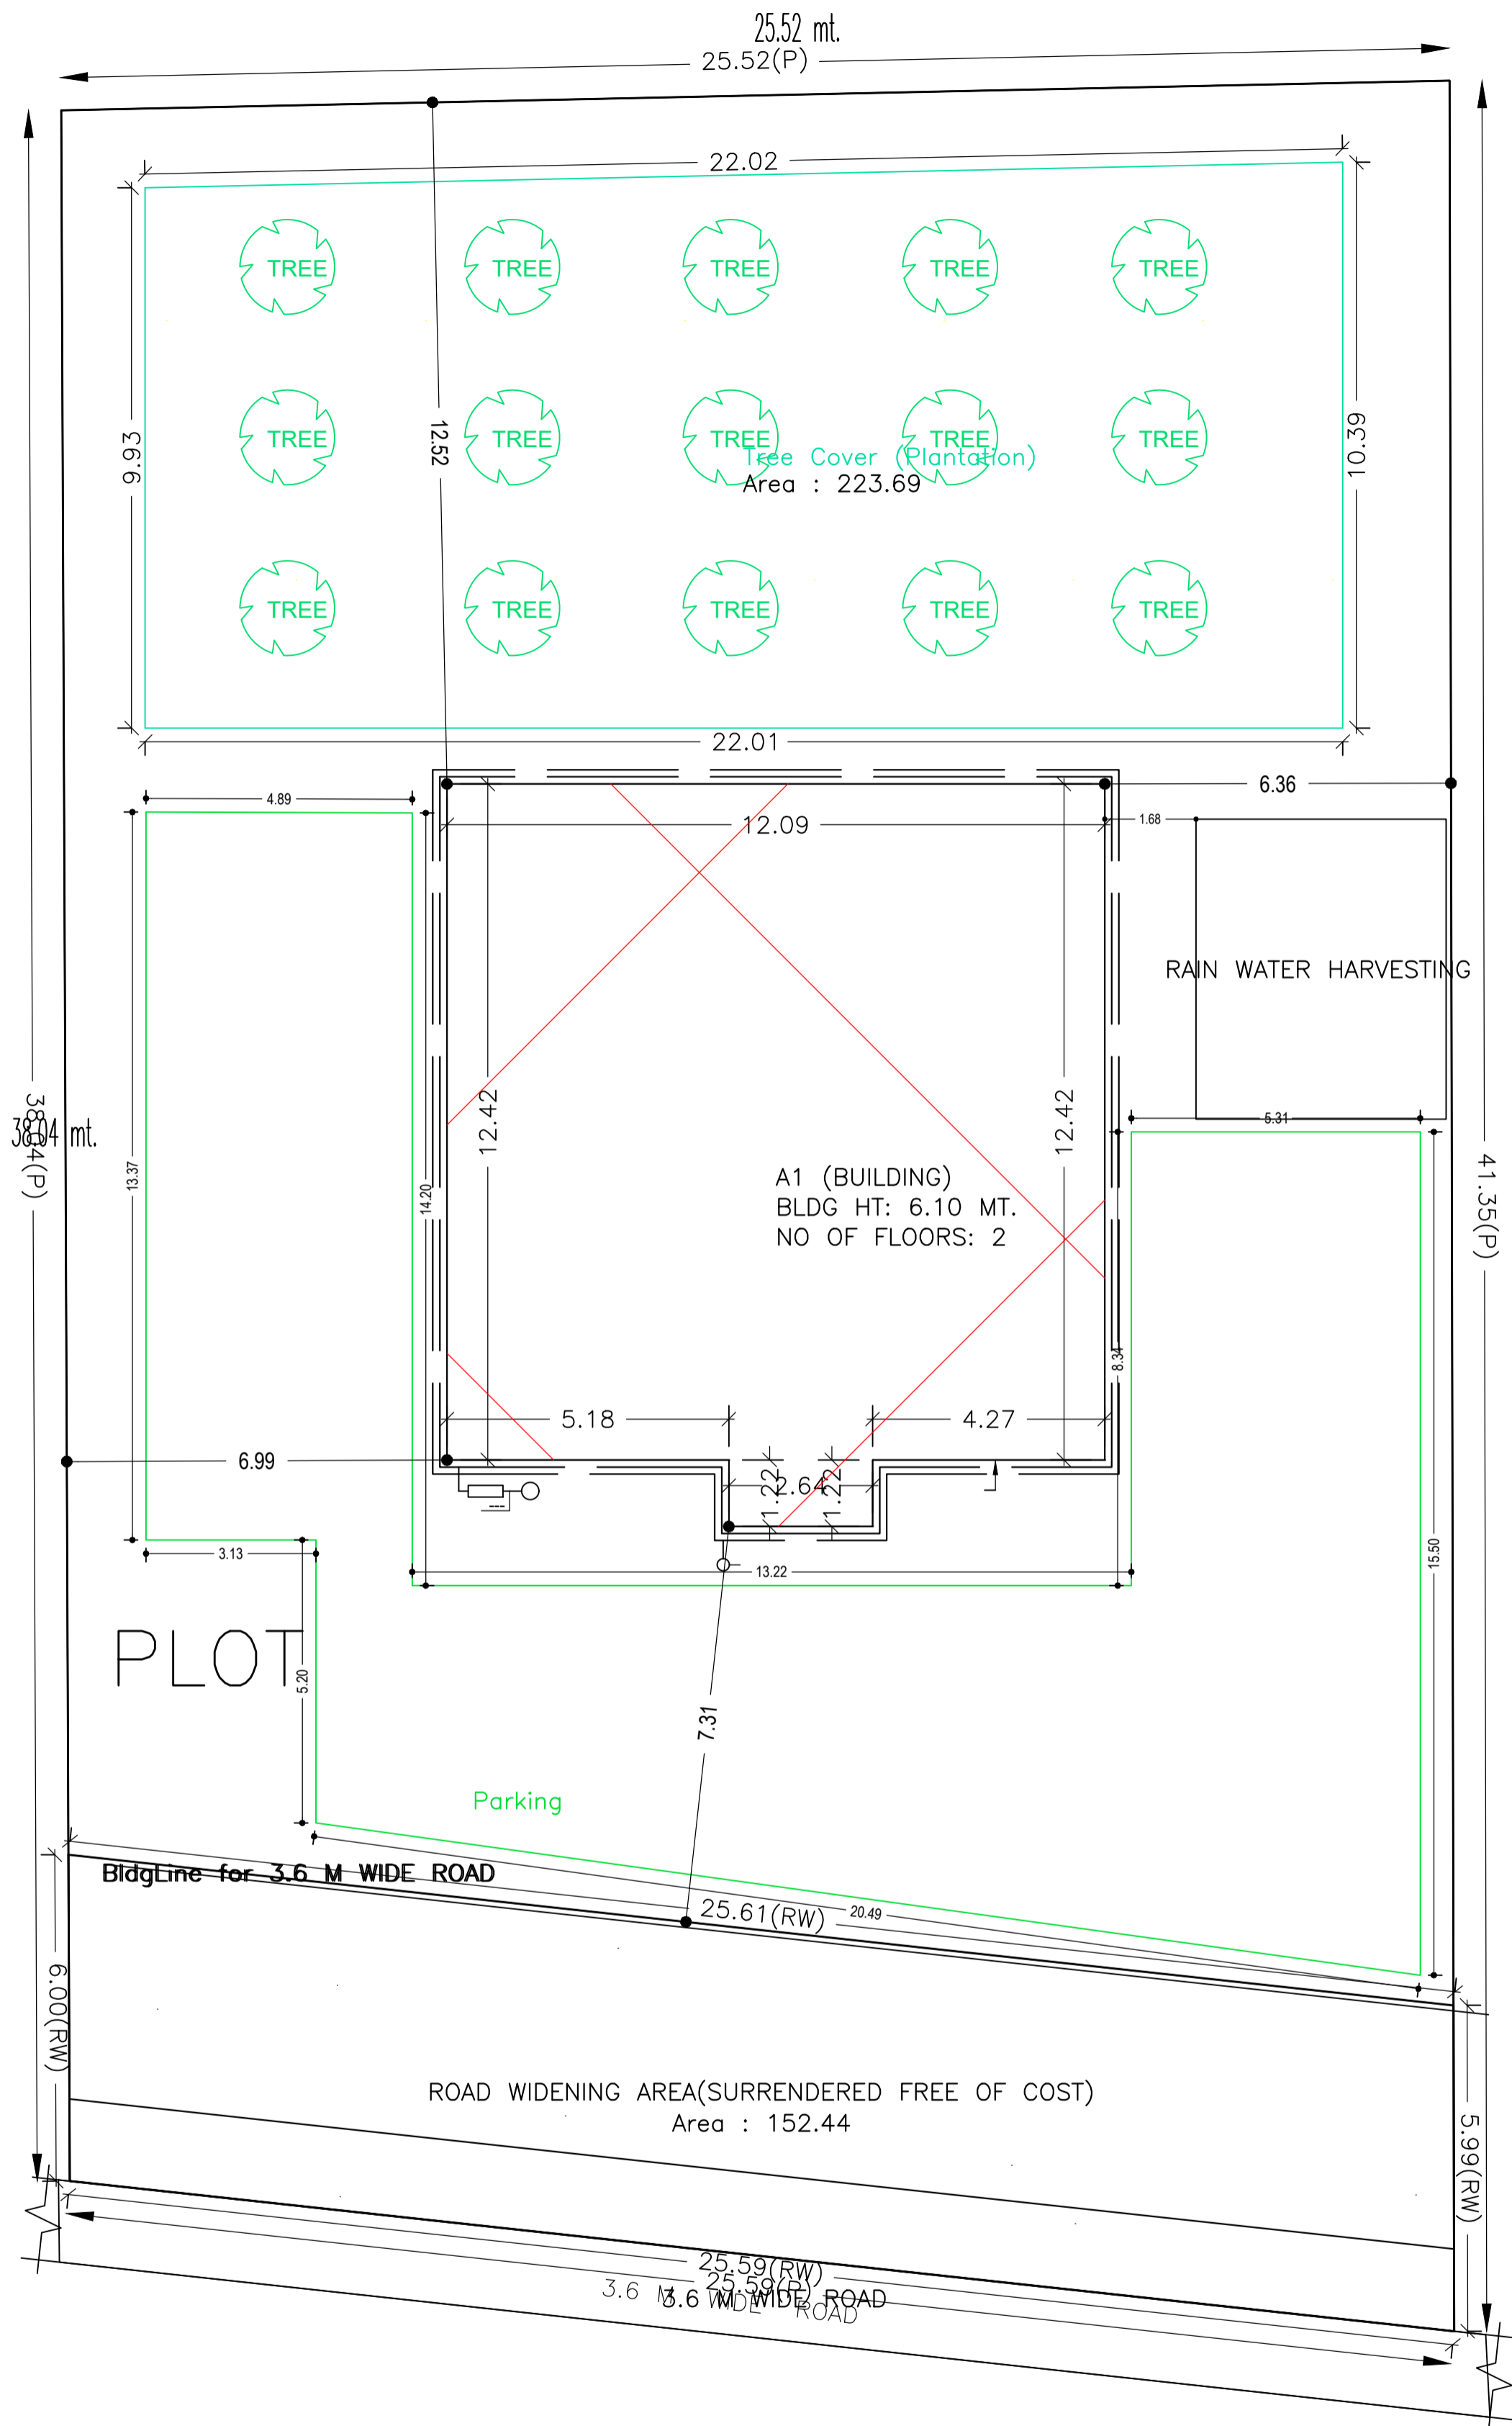 25.52 mt.
25.52(P)
22.02
TREE TREE TREE TREE TREE
9.93
12.52
10.39
TREE TREE TREE TREE TREE
Tree Cover (Plantation)
Area : 223.69
TREE TREE TREE TREE TREE
22.01
4.89
12.09
6.36
1.68
RAIN WATER HARVESTING
38.04(P)
38.04 mt.
13.37
14.20
12.42
12.42
5.31
41.35(P)
A1 (BUILDING)
BLDG HT: 6.10 MT.
NO OF FLOORS: 2
8.34
5.18
4.27
6.99
1.22
2.64
1.22
3.13
13.22
15.50
PLOT
5.20
7.31
Parking
BldgLine for 3.6 M WIDE ROAD
25.61(RW)
20.49
6.00(RW)
ROAD WIDENING AREA(SURRENDERED FREE OF COST)
Area : 152.44
5.99(RW)
25.59(RW)
25.59(P)
3.6 M WIDE ROAD
3.6 M WIDE ROAD